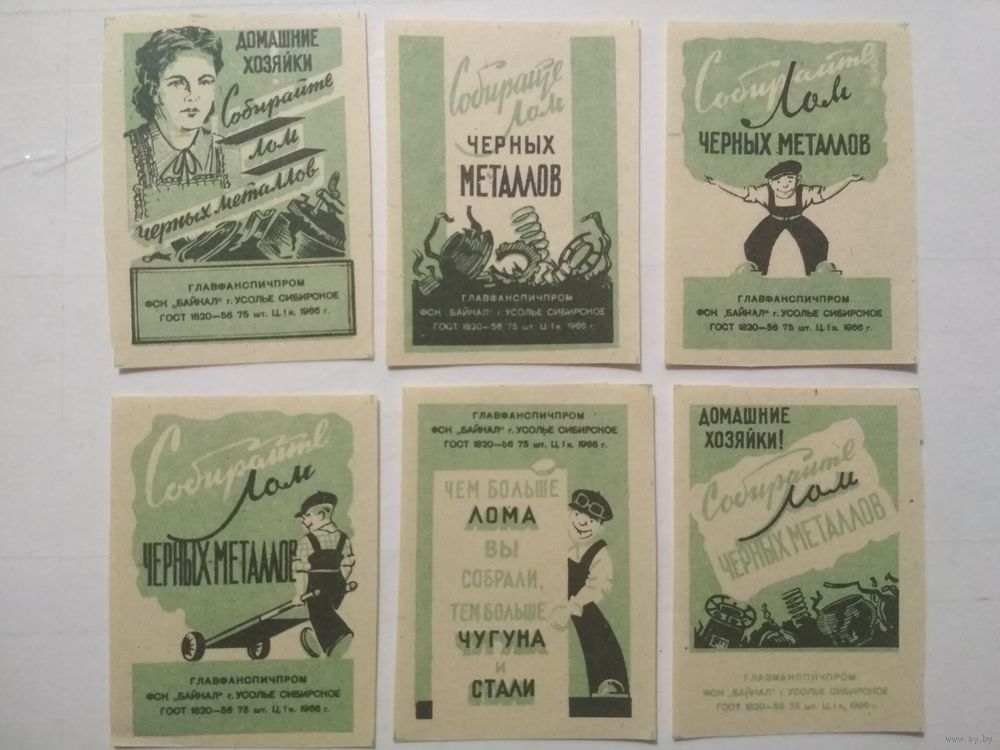 ДОМАШНИЕ
ХОЗЯЙКИ
Собирайте
лом
черных металлов
ГЛАВФАНСПИЧПРОМ
ФСК „БАЙКАЛ" г. УСОЛЬЕ СИБИРСКОЕ
ГОСТ 1820—56 75 шт. Ц. 1 к. 1966 г.
Собирайте
Лом
ЧЕРНЫХ
МЕТАЛЛОВ
ГЛАВФАНСПИЧПРОМ
ФСК „БАЙКАЛ" г. УСОЛЬЕ СИБИРСКОЕ
ГОСТ 1820—56 75 шт. Ц. 1 к. 1966 г.
Собирайте
Лом
ЧЕРНЫХ МЕТАЛЛОВ
ГЛАВФАНСПИЧПРОМ
ФСК „БАЙКАЛ" г. УСОЛЬЕ СИБИРСКОЕ
ГОСТ 1820—56 75 шт. Ц. 1 к. 1966 г.
Собирайте
Лом
ЧЕРНЫХ МЕТАЛЛОВ
ГЛАВФАНСПИЧПРОМ
ФСК „БАЙКАЛ" г. УСОЛЬЕ СИБИРСКОЕ
ГОСТ 1820—56 75 шт. Ц. 1 к. 1966 г.
ГЛАВФАНСПИЧПРОМ
ФСК „БАЙКАЛ" г. УСОЛЬЕ СИБИРСКОЕ
ГОСТ 1820—56 75 шт. Ц. 1 к. 1966 г.
ЧЕМ БОЛЬШЕ
ЛОМА
ВЫ
СОБРАЛИ,
ТЕМ БОЛЬШЕ
ЧУГУНА
И
СТАЛИ
ДОМАШНИЕ
ХОЗЯЙКИ!
Собирайте
Лом
ЧЕРНЫХ МЕТАЛЛОВ
ГЛАВФАНСПИЧПРОМ
ФСК „БАЙКАЛ" г. УСОЛЬЕ СИБИРСКОЕ
ГОСТ 1820—56 75 шт. Ц. 1 к. 1966 г.
www.ay.by